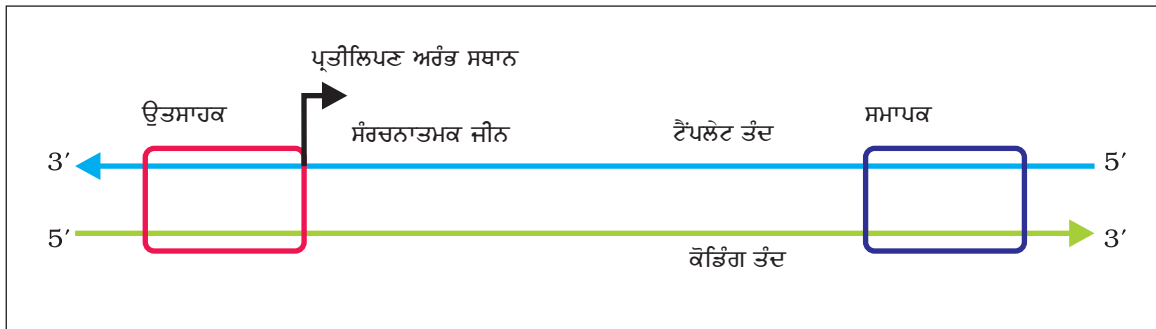 ਪ੍ਰਤੀਲਿਪਣ ਅਰੰਭ ਸਥਾਨ
ਉਤਸਾਹਕ
ਸੰਰਚਨਾਤਮਕ ਜੀਨ
ਟੈਂਪਲੇਟ ਤੰਦ
ਸਮਾਪਕ
3′
5′
5′
3′
ਕੋਡਿੰਗ ਤੰਦ